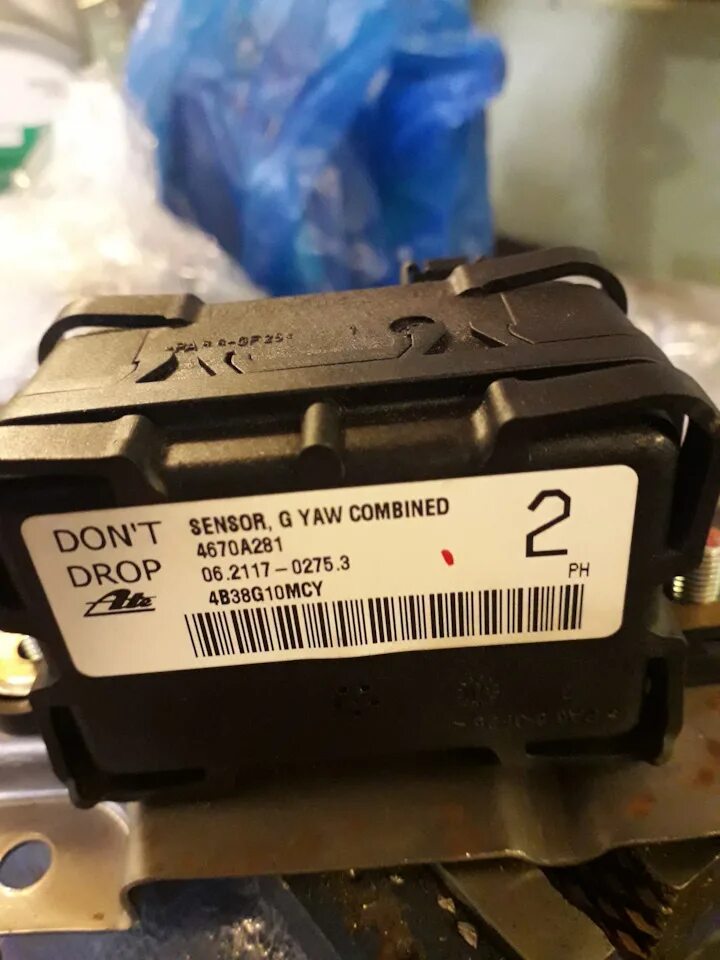 DON'T
DROP
Ate
SENSOR, G YAW COMBINED
4670A281
06.2117-0275.3
4B38G10MCY
2
PH